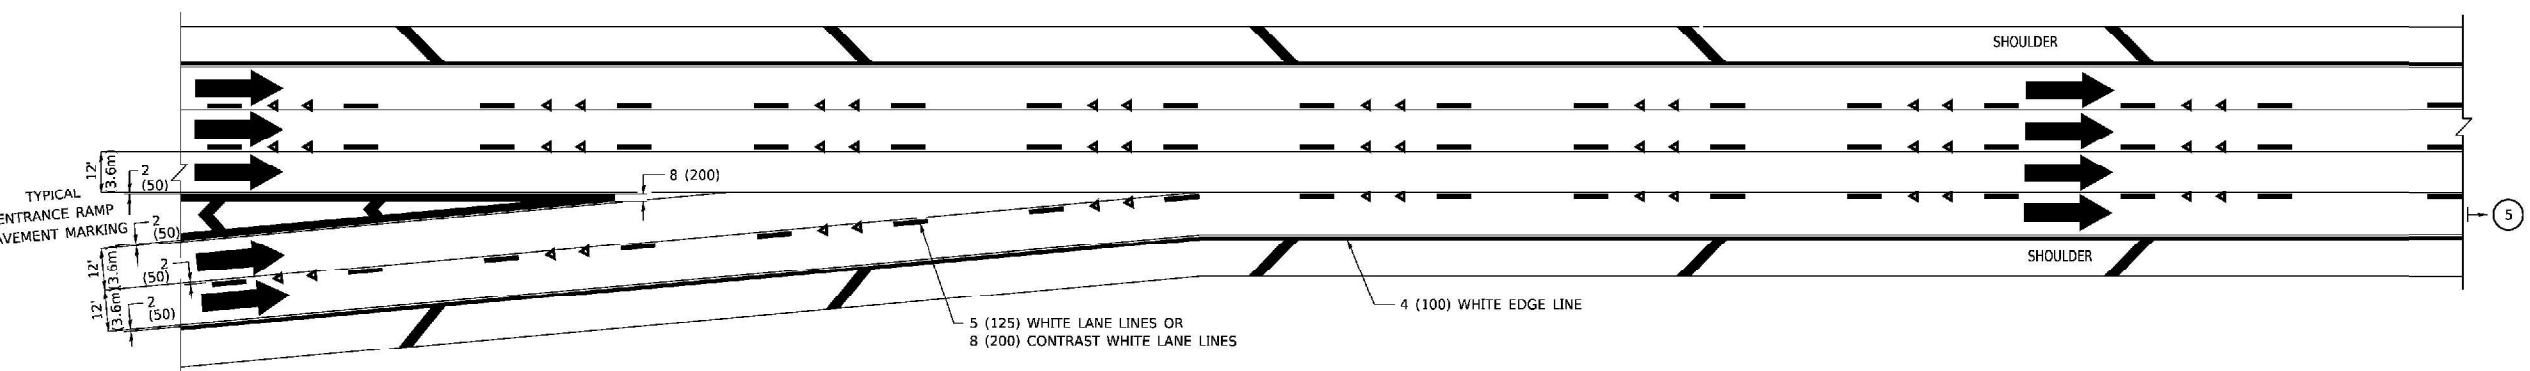 SHOULDER
12'
(3.6m)
2
(50)
8 (200)
TYPICAL
ENTRANCE RAMP
AVEMENT MARKING
2
(50)
12'
(3.6m)
2
(50)
12'
(3.6m)
2
(50)
5
SHOULDER
4 (100) WHITE EDGE LINE
5 (125) WHITE LANE LINES OR
8 (200) CONTRAST WHITE LANE LINES